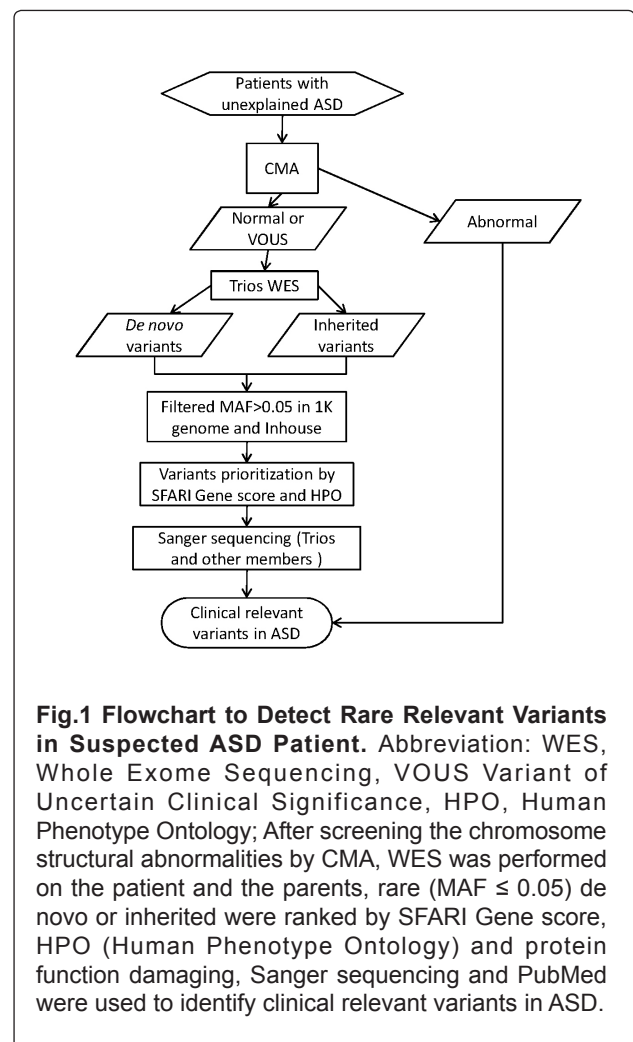 Patients with
unexplained ASD
CMA
Normal or
VOUS
Abnormal
Trios WES
De novo
variants
Inherited
variants
Filtered MAF>0.05 in 1K
genome and Inhouse
Variants prioritization by
SFARI Gene score and HPO
Sanger sequencing (Trios
and other members )
Clinical relevant
variants in ASD
Fig.1 Flowchart to Detect Rare Relevant Variants
in Suspected ASD Patient. Abbreviation: WES,
Whole Exome Sequencing, VOUS Variant of
Uncertain Clinical Significance, HPO, Human
Phenotype Ontology; After screening the chromosome
structural abnormalities by CMA, WES was performed
on the patient and the parents, rare (MAF ≤ 0.05) de
novo or inherited were ranked by SFARI Gene score,
HPO (Human Phenotype Ontology) and protein
function damaging, Sanger sequencing and PubMed
were used to identify clinical relevant variants in ASD.